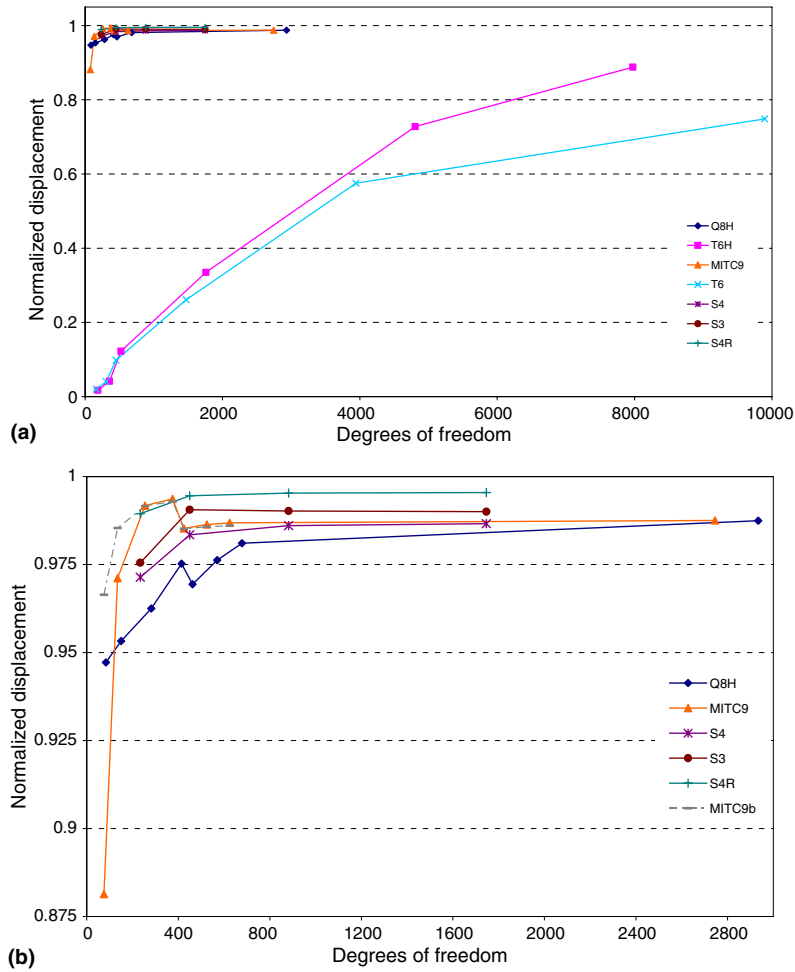 1
0.8
0.6
0.4
0.2
0
Normalized displacement
Q8H
T6H
MITC9
T6
S4
S3
S4R
0 2000 4000 6000 8000 10000
Degrees of freedom
(a)
1
0.975
0.95
0.925
0.9
0.875
Normalized displacement
Q8H
MITC9
S4
S3
S4R
MITC9b
0 400 800 1200 1600 2000 2400 2800
Degrees of freedom
(b)